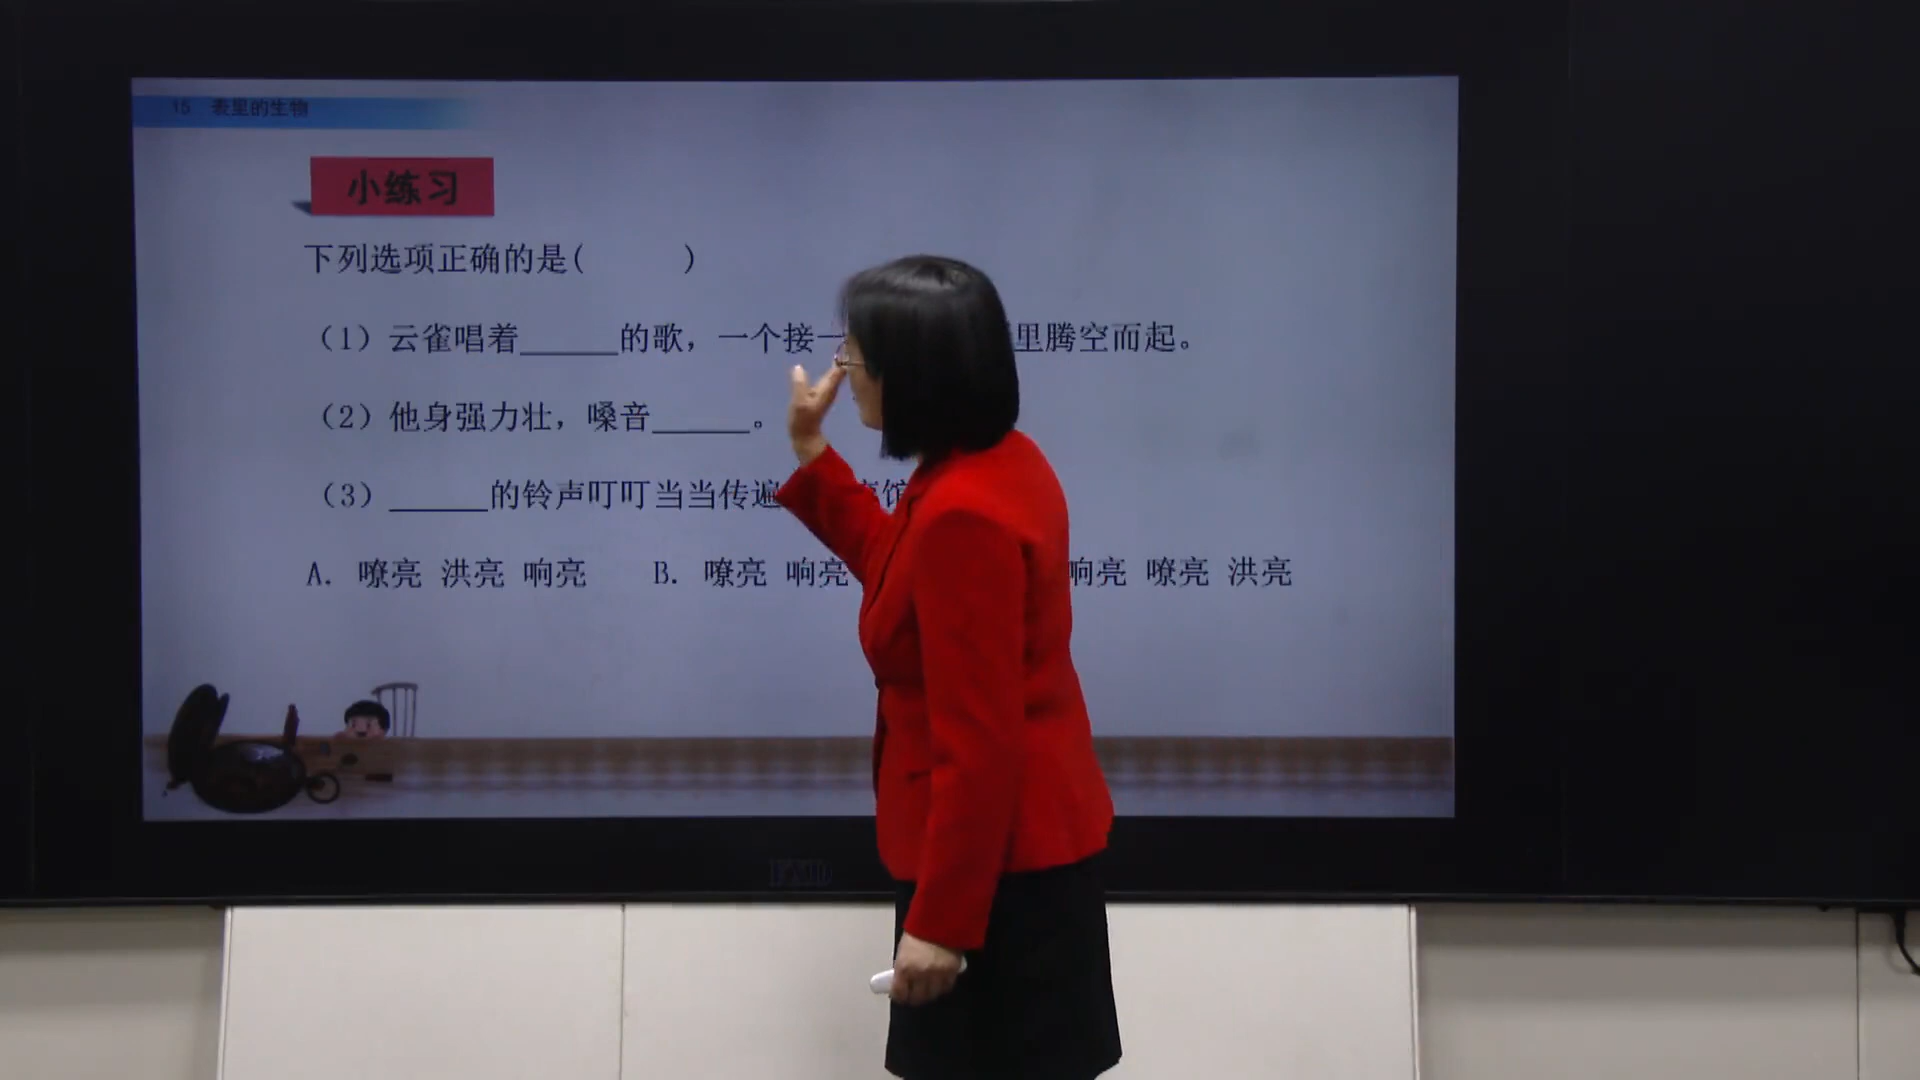 15 表里的生物
小练习
下列选项正确的是( )
（1）云雀唱着______的歌，一个接一 里腾空而起。
（2）他身强力壮，嗓音______。
（3）______的铃声叮叮当当传遍 馆
A. 嘹亮 洪亮 响亮 B. 嘹亮 响亮 响亮 嘹亮 洪亮